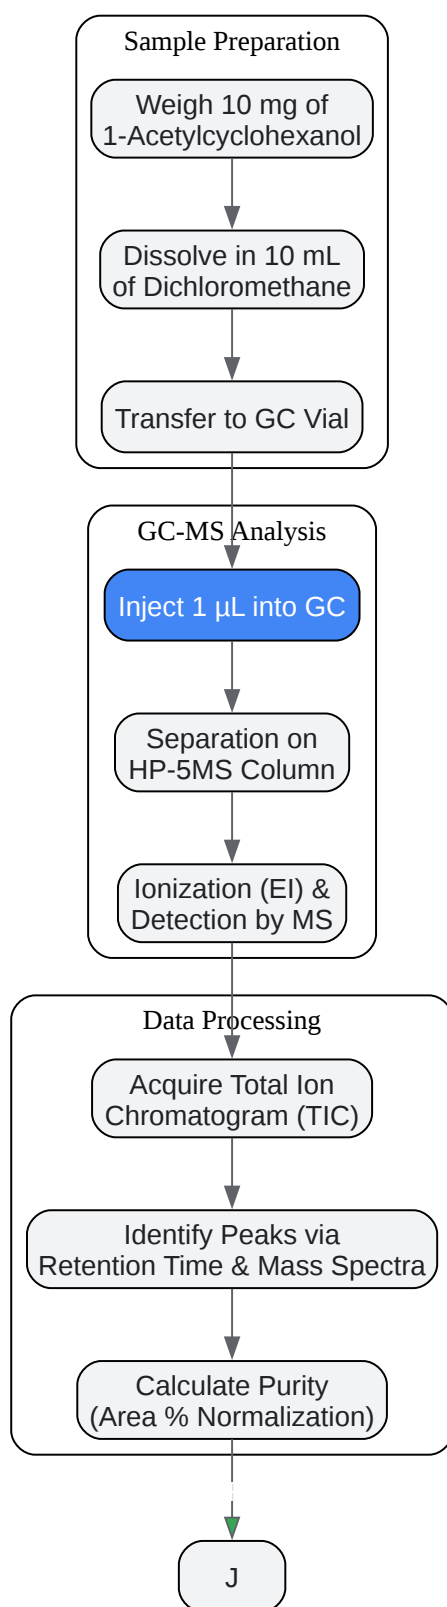 Sample Preparation
Weigh 10 mg of
1-Acetylcyclohexanol
Dissolve in 10 mL
of Dichloromethane
Transfer to GC Vial
GC-MS Analysis
Inject 1 µL into GC
Separation on
HP-5MS Column
Ionization (EI) &
Detection by MS
Data Processing
Acquire Total Ion
Chromatogram (TIC)
Identify Peaks via
Retention Time & Mass Spectra
Calculate Purity
(Area % Normalization)
J